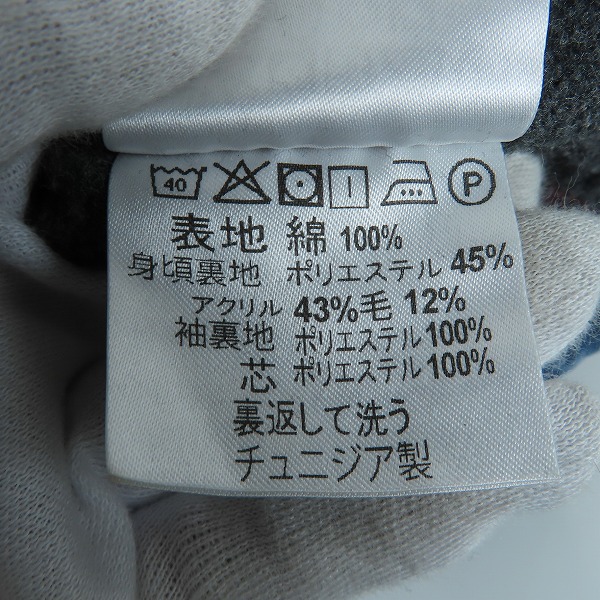 40 P
表地 綿 100%
身頃裏地 ポリエステル 45%
アクリル 43%毛 12%
袖裏地 ポリエステル 100%
芯 ポリエステル 100%
裏返して洗う
チュニジア製